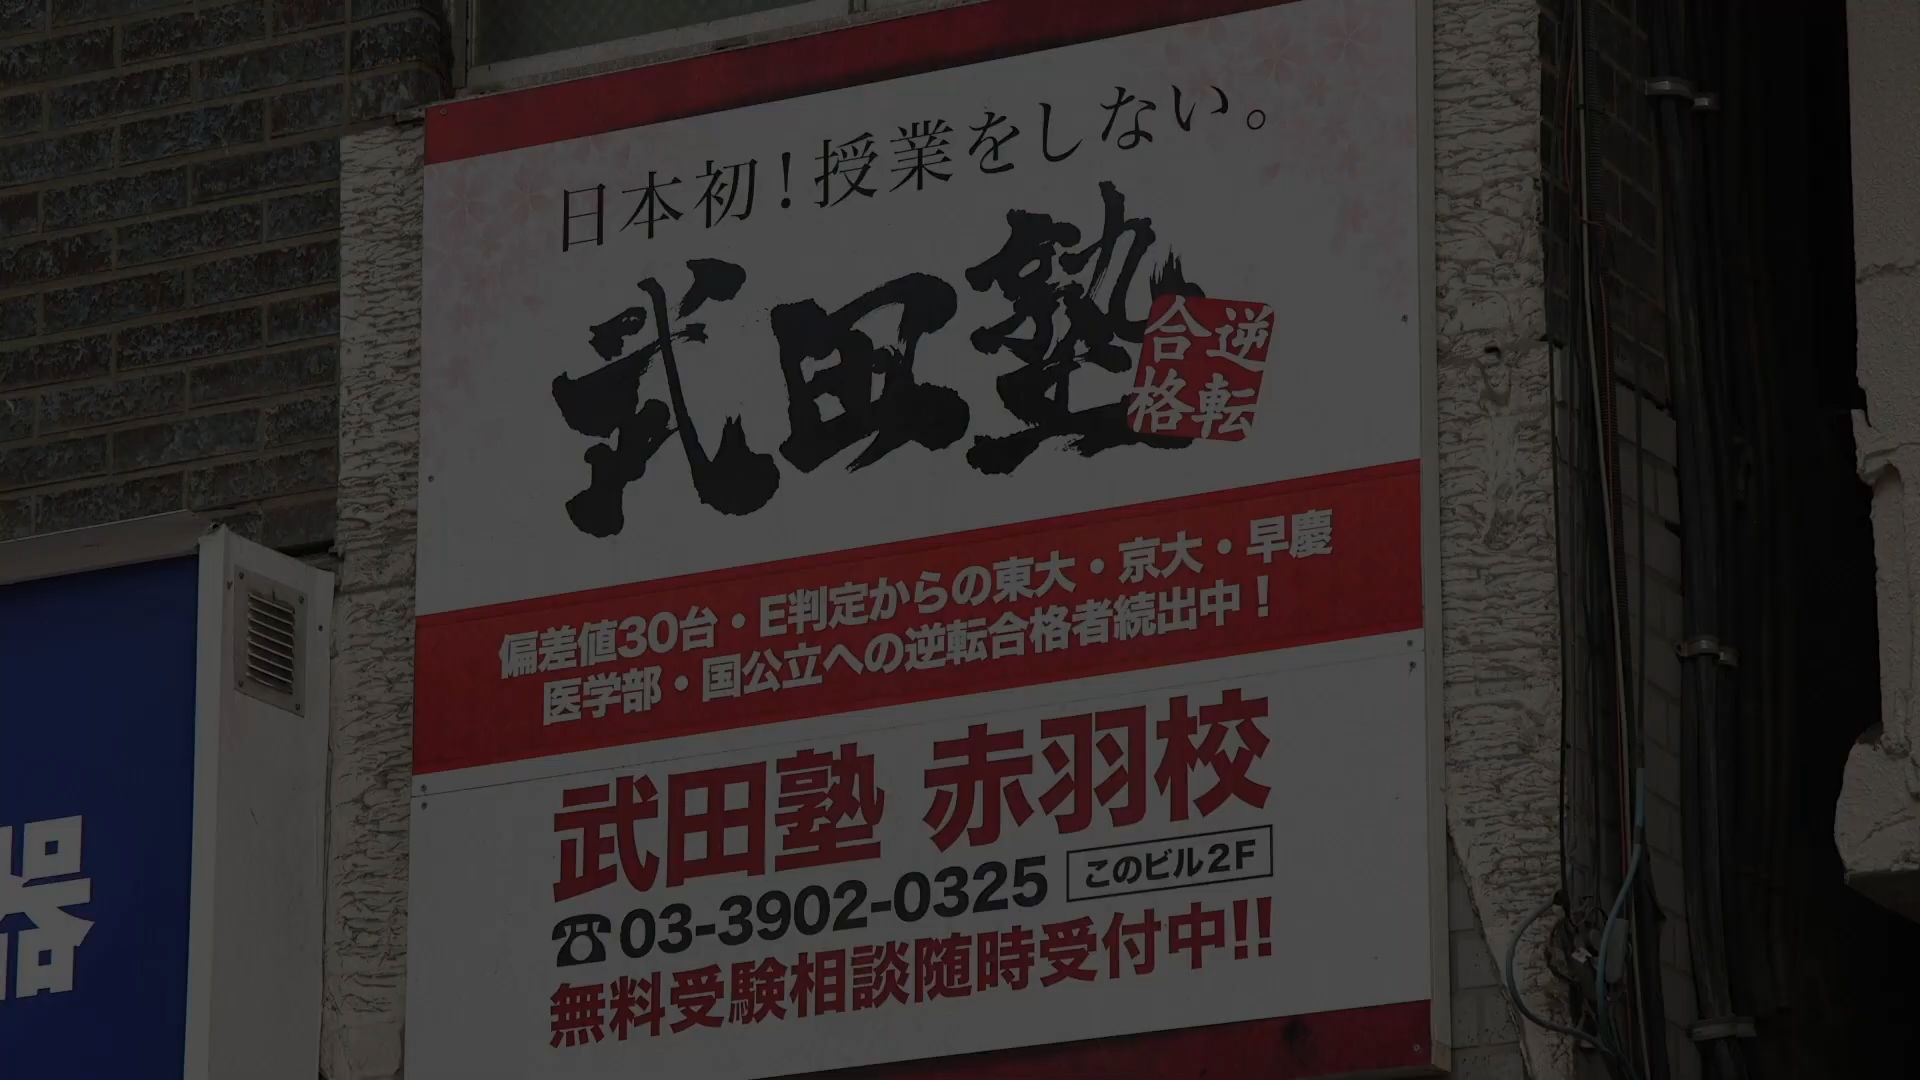 日本初！授業をしない。
武田塾
逆転
合格
偏差値30台・E判定からの東大・京大・早慶
医学部・国公立への逆転合格者続出中！
武田塾 赤羽校
☎03-3902-0325 このビル2F
無料受験相談随時受付中!!
器